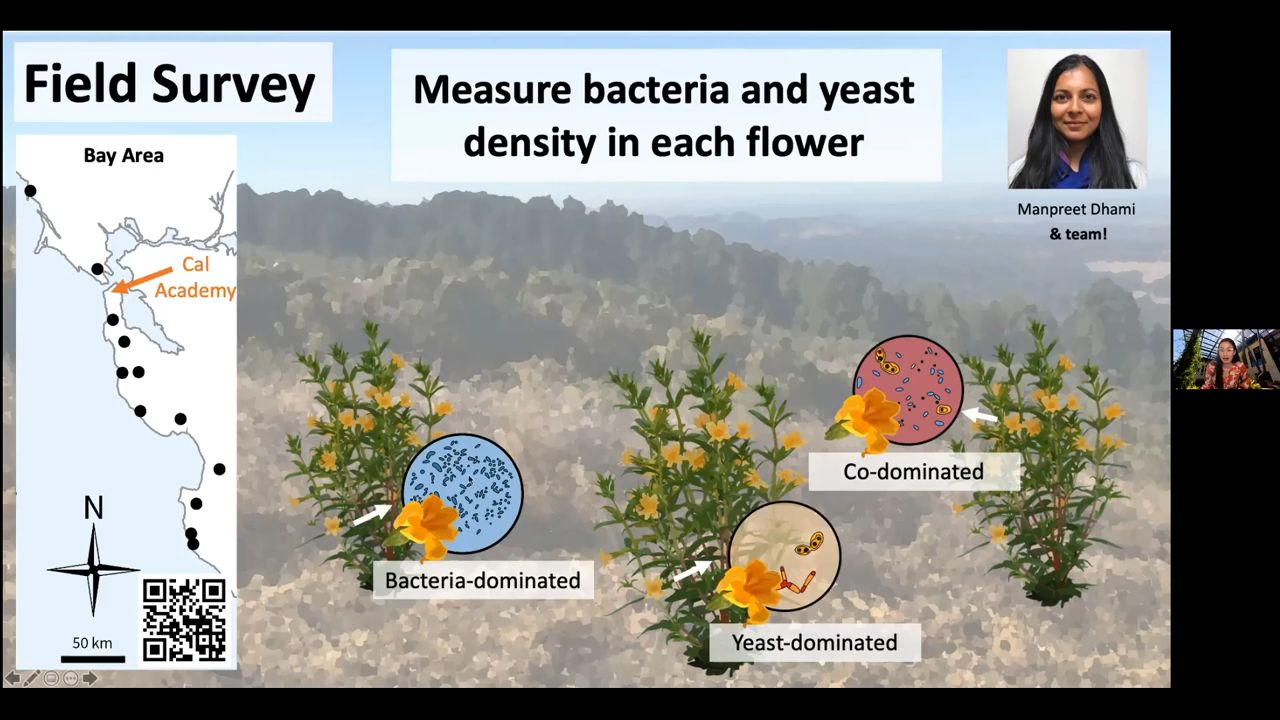 Field Survey
Measure bacteria and yeast
density in each flower
Manpreet Dhami
& team!
Bay Area
Cal
Academy
N
50 km
Co-dominated
Bacteria-dominated
Yeast-dominated